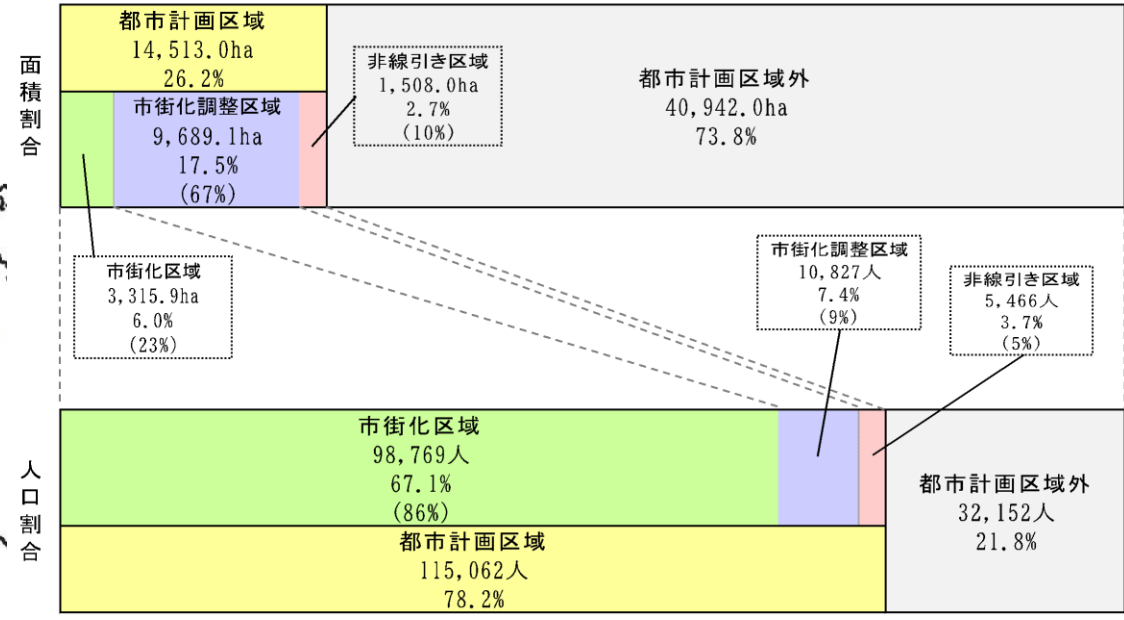 面積割合
都市計画区域
14,513.0ha
26.2%
市街化調整区域
9,689.1ha
17.5%
(67%)
非線引き区域
1,508.0ha
2.7%
(10%)
都市計画区域外
40,942.0ha
73.8%
市街化区域
3,315.9ha
6.0%
(23%)
市街化調整区域
10,827人
7.4%
(9%)
非線引き区域
5,466人
3.7%
(5%)
人口割合
市街化区域
98,769人
67.1%
(86%)
都市計画区域
115,062人
78.2%
都市計画区域外
32,152人
21.8%